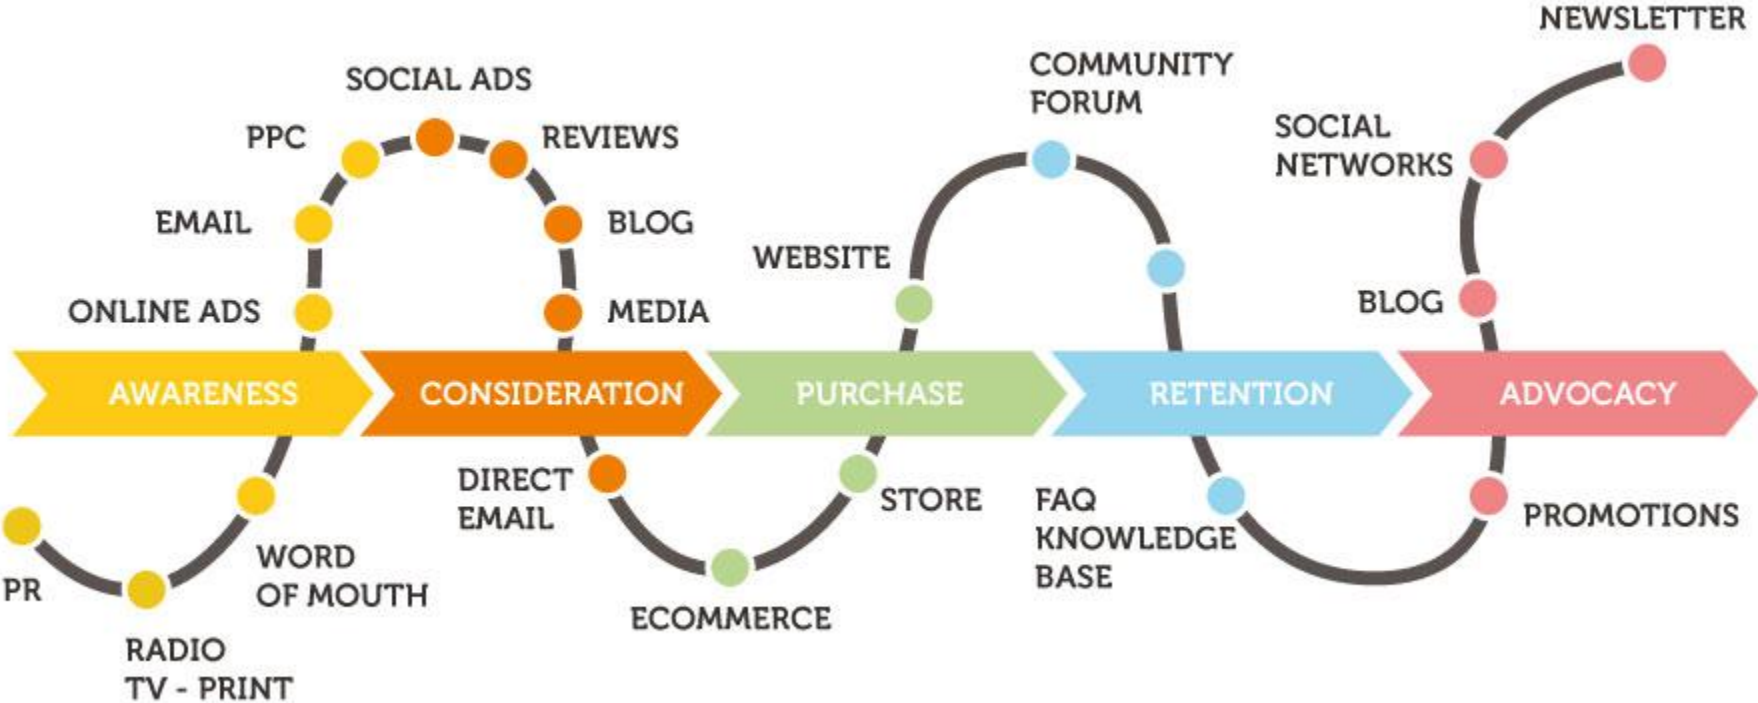 NEWSLETTER
SOCIAL ADS
COMMUNITY
FORUM
PPC
REVIEWS
SOCIAL
NETWORKS
EMAIL
BLOG
WEBSITE
ONLINE ADS
MEDIA
BLOG
AWARENESS
CONSIDERATION
PURCHASE
RETENTION
ADVOCACY
DIRECT
EMAIL
STORE
FAQ
KNOWLEDGE
BASE
PROMOTIONS
WORD
OF MOUTH
PR
ECOMMERCE
RADIO
TV - PRINT